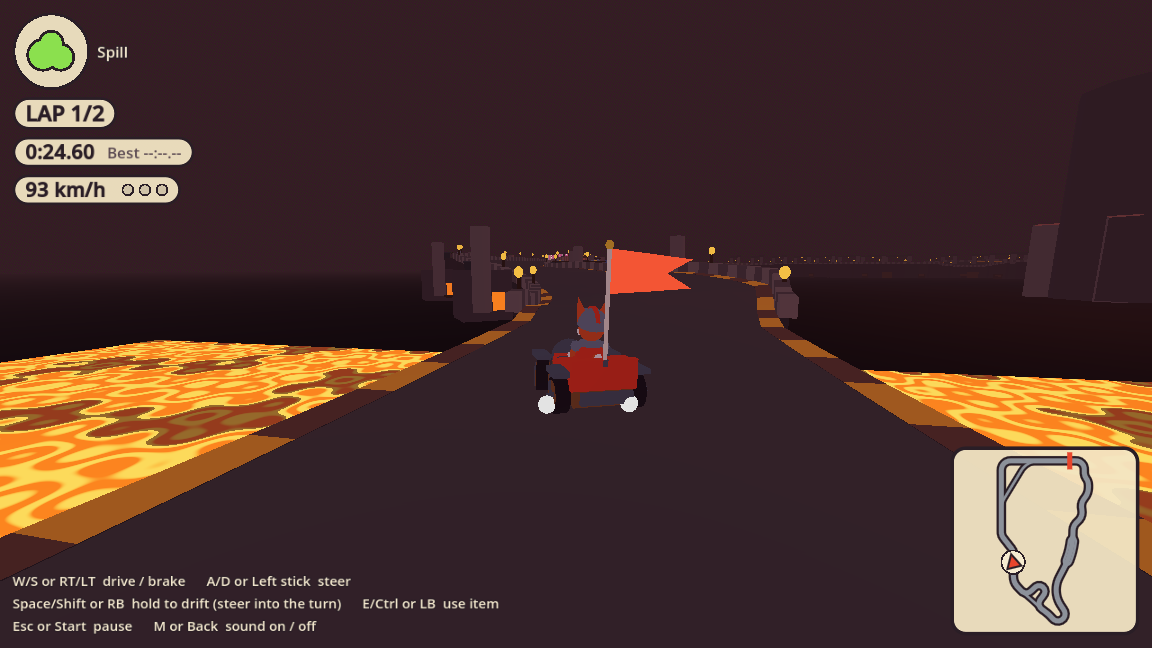 Spill
LAP 1/2
0:24.60 Best --:--.--
93 km/h
W/S or RT/LT drive / brake A/D or Left stick steer
Space/Shift or RB hold to drift (steer into the turn) E/Ctrl or LB use item
Esc or Start pause M or Back sound on / off